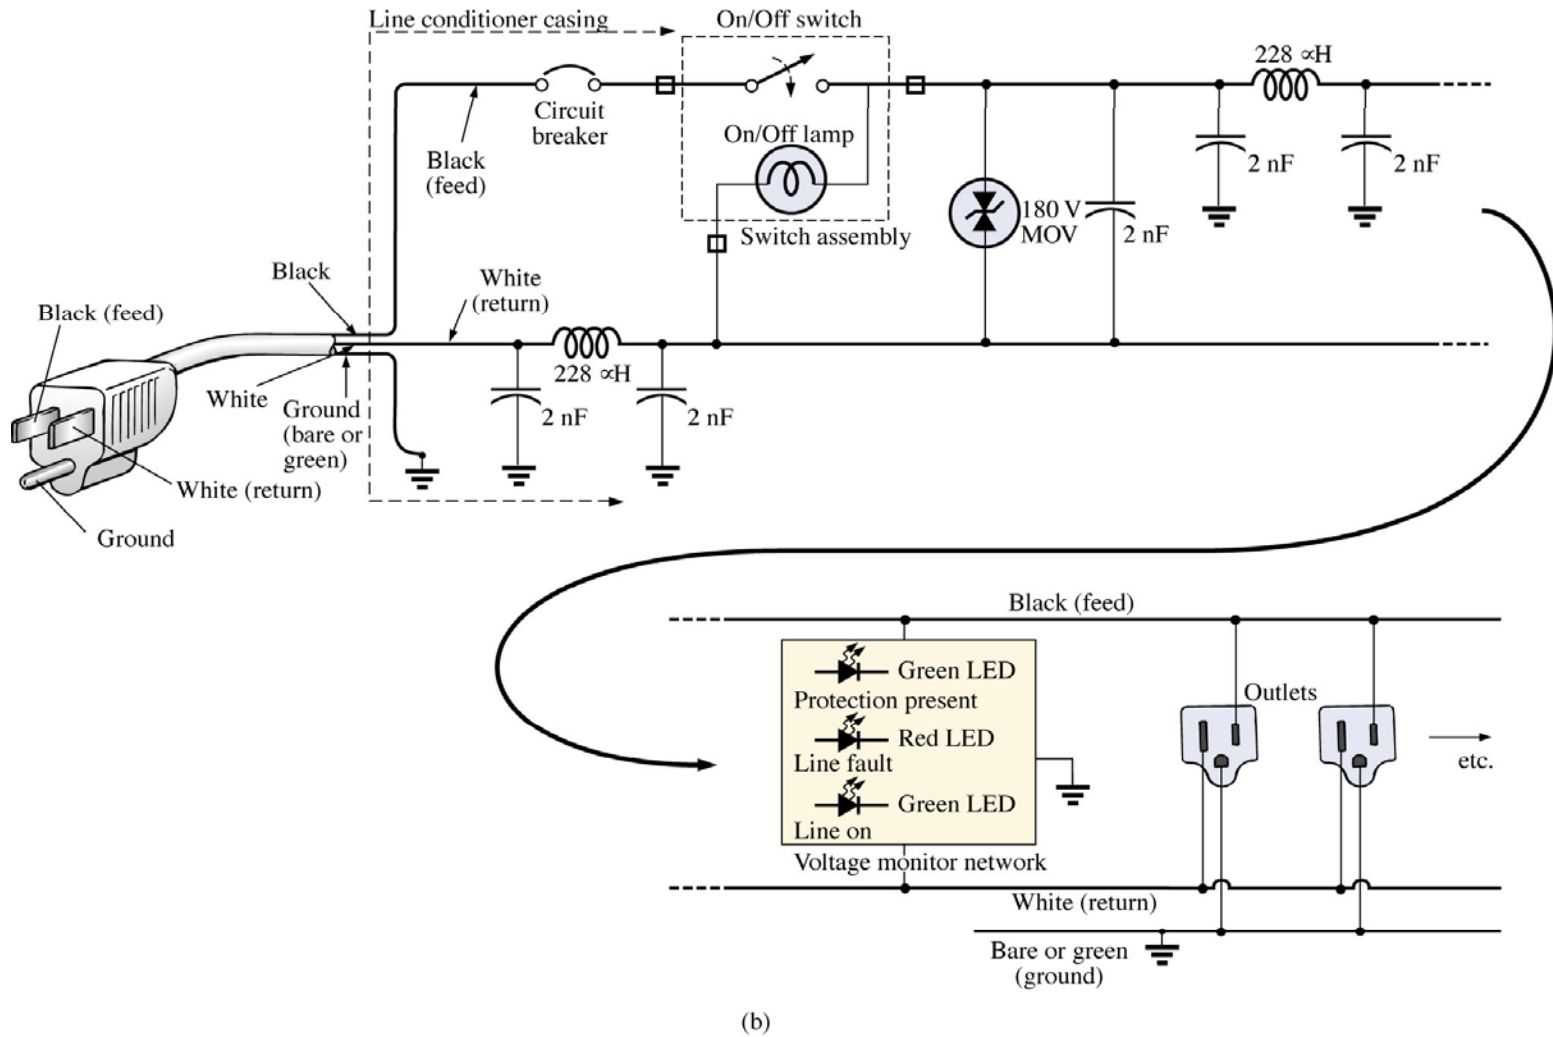 Line conditioner casing
On/Off switch
228 ∝H
Circuit
breaker
On/Off lamp
Black
(feed)
2 nF
2 nF
180 V
MOV
2 nF
Switch assembly
Black
White
(return)
Black (feed)
228 ∝H
White
Ground
(bare or
green)
2 nF
2 nF
White (return)
Ground
Black (feed)
Green LED
Protection present
Outlets
Red LED
Line fault
etc.
Green LED
Line on
Voltage monitor network
White (return)
Bare or green
(ground)
(b)